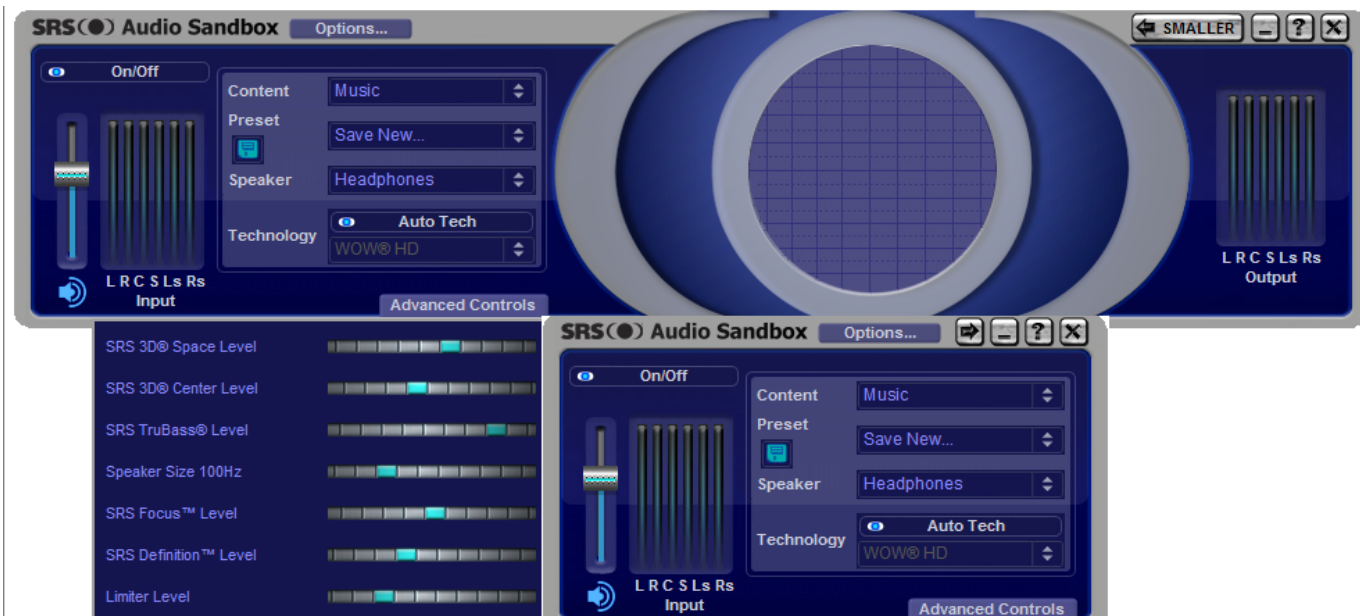 SRS(●) Audio Sandbox Options... SMALLER _ ? X
On/Off
Content Music
Preset
Save New...
Speaker Headphones
Technology Auto Tech
WOW® HD
L R C S Ls Rs
Input
Advanced Controls
L R C S Ls Rs
Output
SRS 3D® Space Level
SRS 3D® Center Level
SRS TruBass® Level
Speaker Size 100Hz
SRS Focus™ Level
SRS Definition™ Level
Limiter Level
SRS(●) Audio Sandbox Options... _ ? X
On/Off
Content Music
Preset
Save New...
Speaker Headphones
Technology Auto Tech
WOW® HD
L R C S Ls Rs
Input
Advanced Controls